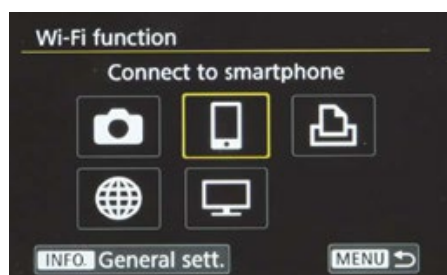 Wi-Fi function
Connect to smartphone
INFO. General sett.
MENU